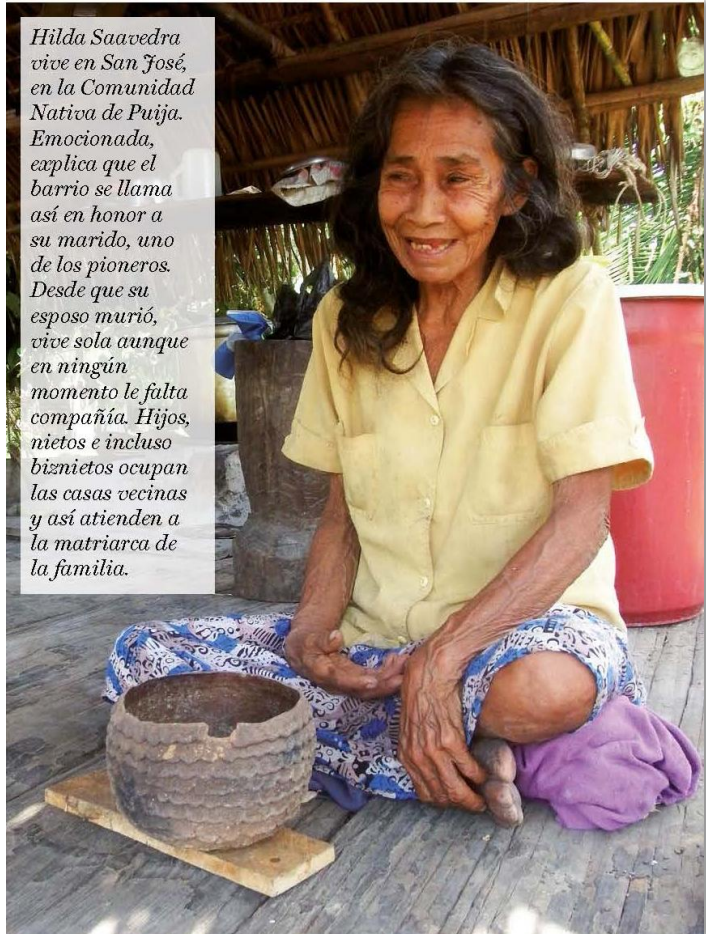 Hilda Saavedra
vive en San José,
en la Comunidad
Nativa de Puija.
Emocionada,
explica que el
barrio se llama
así en honor a
su marido, uno
de los pioneros.
Desde que su
esposo murió,
vive sola aunque
en ningún
momento le falta
compañía. Hijos,
nietos e incluso
biznietos ocupan
las casas vecinas
y así atienden a
la matriarca de
la familia.